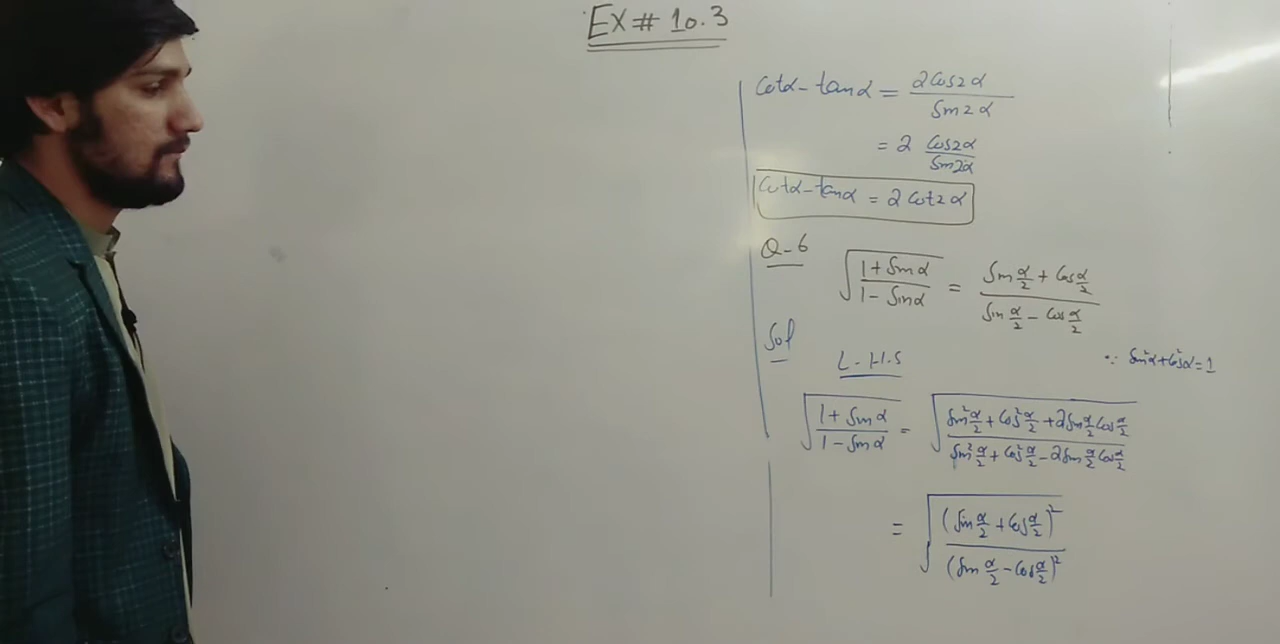 EX# 10.3
Cotα - tanα = 2Cos2α / Sin2α
= 2 Cos2α / Sin2α
Cotα - tanα = 2Cot2α
Q-6 √((1 + Sinα) / (1 - Sinα)) = (Sin α/2 + Cos α/2) / (Sin α/2 - Cos α/2)
Sol
L-H.S
∵ Sin²α + Cos²α = 1
√((1 + Sinα) / (1 - Sinα)) = √((Sin² α/2 + Cos² α/2 + 2Sin α/2 Cos α/2) / (Sin² α/2 + Cos² α/2 - 2Sin α/2 Cos α/2))
= √((Sin α/2 + Cos α/2)² / (Sin α/2 - Cos α/2)²)